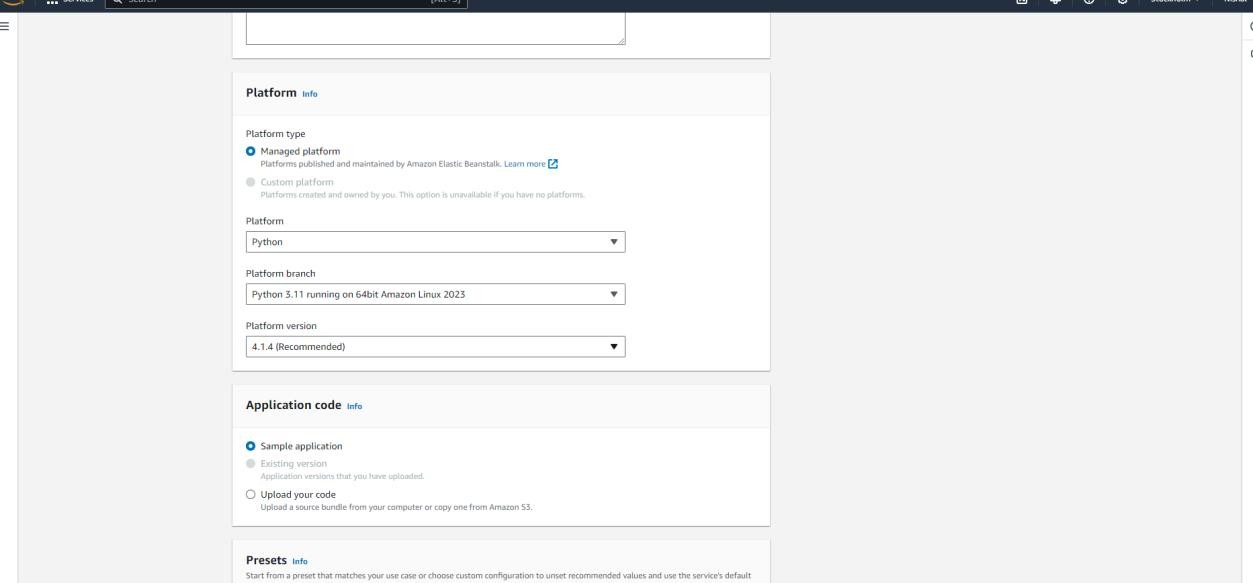 Services
Search
[Alt+S]
Stockholm
Platform Info
Platform type
Managed platform
Platforms published and maintained by Amazon Elastic Beanstalk. Learn more
Custom platform
Platforms created and owned by you. This option is unavailable if you have no platforms.
Platform
Python
Platform branch
Python 3.11 running on 64bit Amazon Linux 2023
Platform version
4.1.4 (Recommended)
Application code Info
Sample application
Existing version
Application versions that you have uploaded.
Upload your code
Upload a source bundle from your computer or copy one from Amazon S3.
Presets Info
Start from a preset that matches your use case or choose custom configuration to unset recommended values and use the service's default